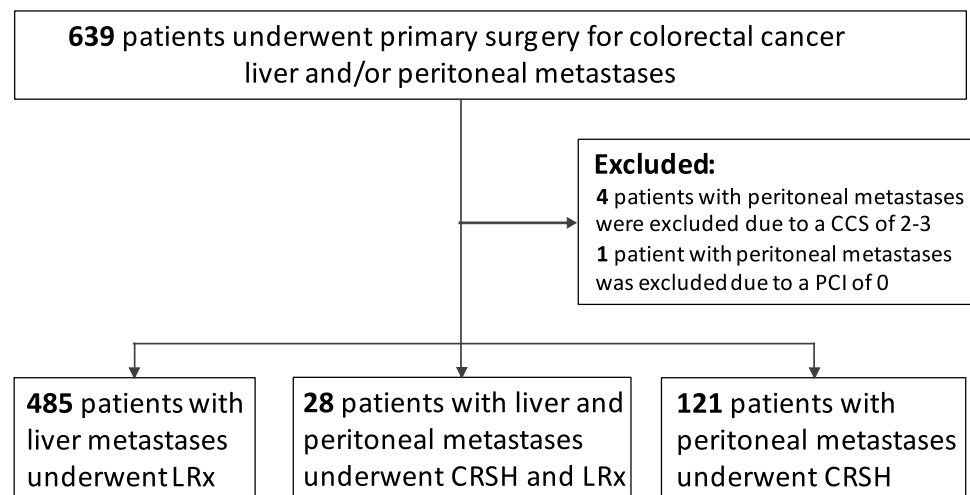 639 patients underwent primary surgery for colorectal cancer
liver and/or peritoneal metastases
Excluded:
4 patients with peritoneal metastases
were excluded due to a CCS of 2-3
1 patient with peritoneal metastases
was excluded due to a PCI of 0
485 patients with
liver metastases
underwent LRx
28 patients with liver and
peritoneal metastases
underwent CRSH and LRx
121 patients with
peritoneal metastases
underwent CRSH